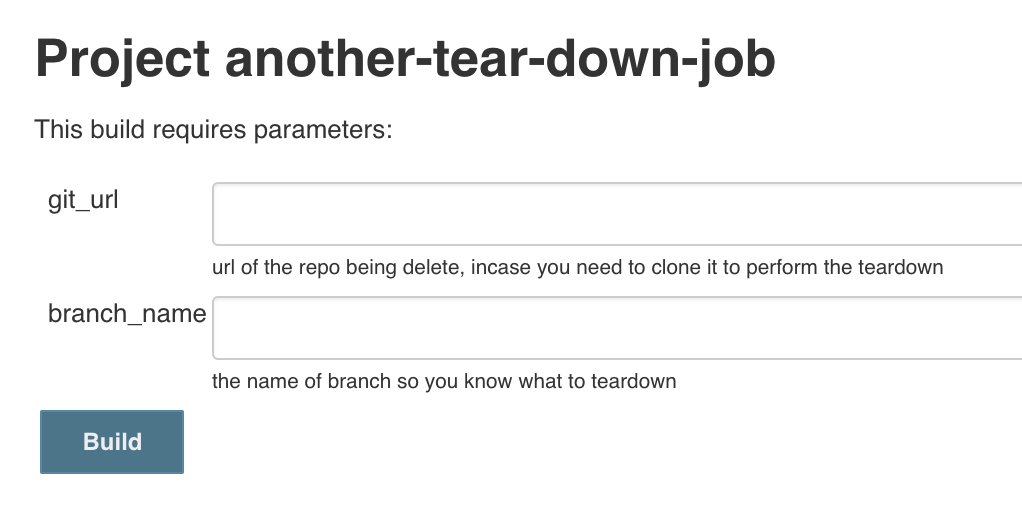 Project another-tear-down-job
This build requires parameters:
git_url
url of the repo being delete, incase you need to clone it to perform the teardown
branch_name
the name of branch so you know what to teardown
Build